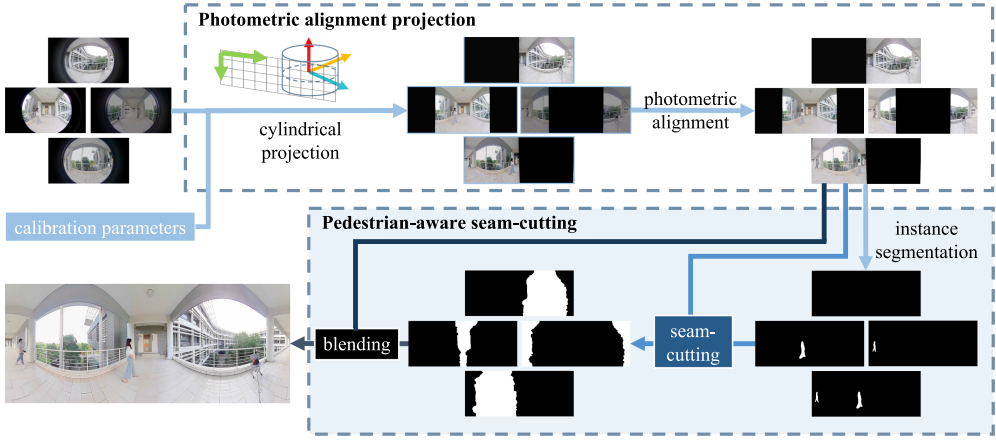 Photometric alignment projection
cylindrical
projection
photometric
alignment
calibration parameters
Pedestrian-aware seam-cutting
instance
segmentation
blending
seam-
cutting